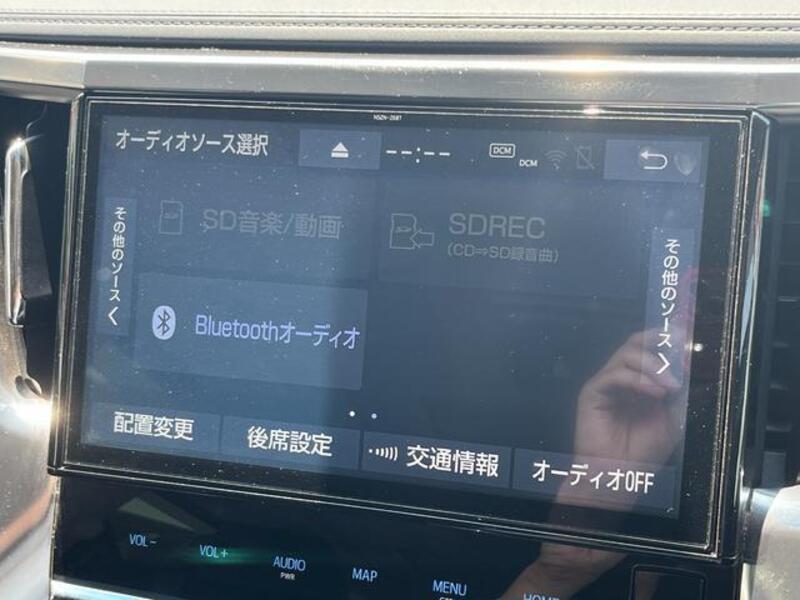 NSZN-Z68T
オーディオソース選択
--:--
DCM
DCM
その他のソース
SD音楽/動画
SDREC
(CD⇒SD録音曲)
その他のソース
Bluetoothオーディオ
配置変更
後席設定
交通情報
オーディオOFF
VOL-
VOL+
AUDIO
PWR
MAP
MENU
HOME